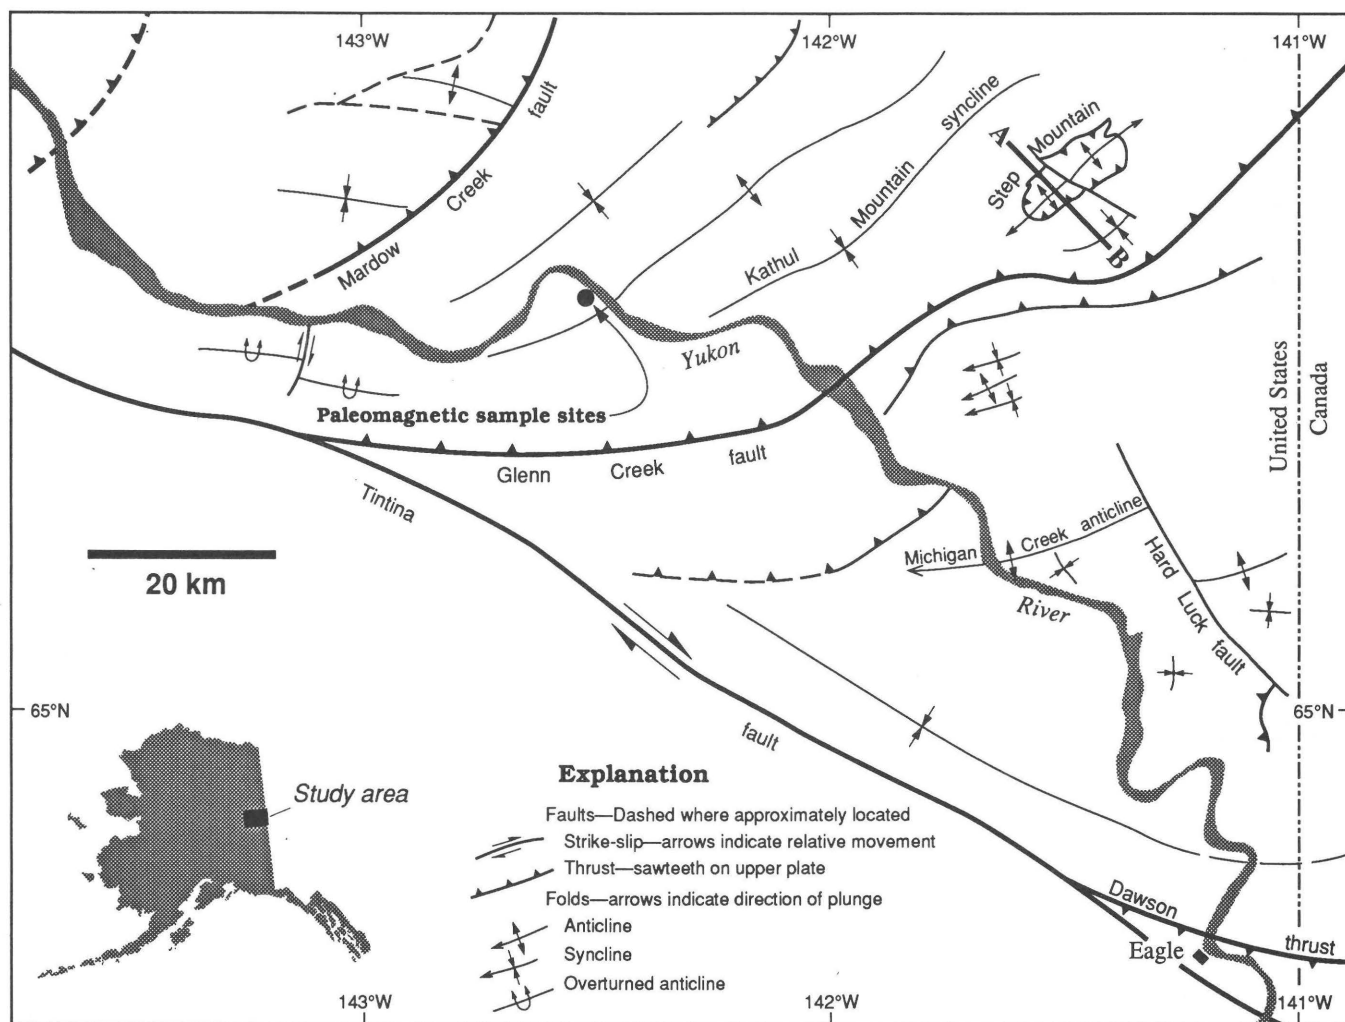 143°W
142°W
141°W
Mardow
Creek
fault
Kathul
Mountain
syncline
Step
Mountain
A
B
Yukon
Paleomagnetic sample sites
Glenn
Creek
fault
United States
Canada
Tintina
20 km
Michigan
Creek
anticline
River
Hard Luck fault
65°N
65°N
fault
Study area
Explanation
Faults—Dashed where approximately located
Strike-slip—arrows indicate relative movement
Thrust—sawteeth on upper plate
Folds—arrows indicate direction of plunge
Anticline
Syncline
Overturned anticline
Dawson
thrust
Eagle
143°W
142°W
141°W